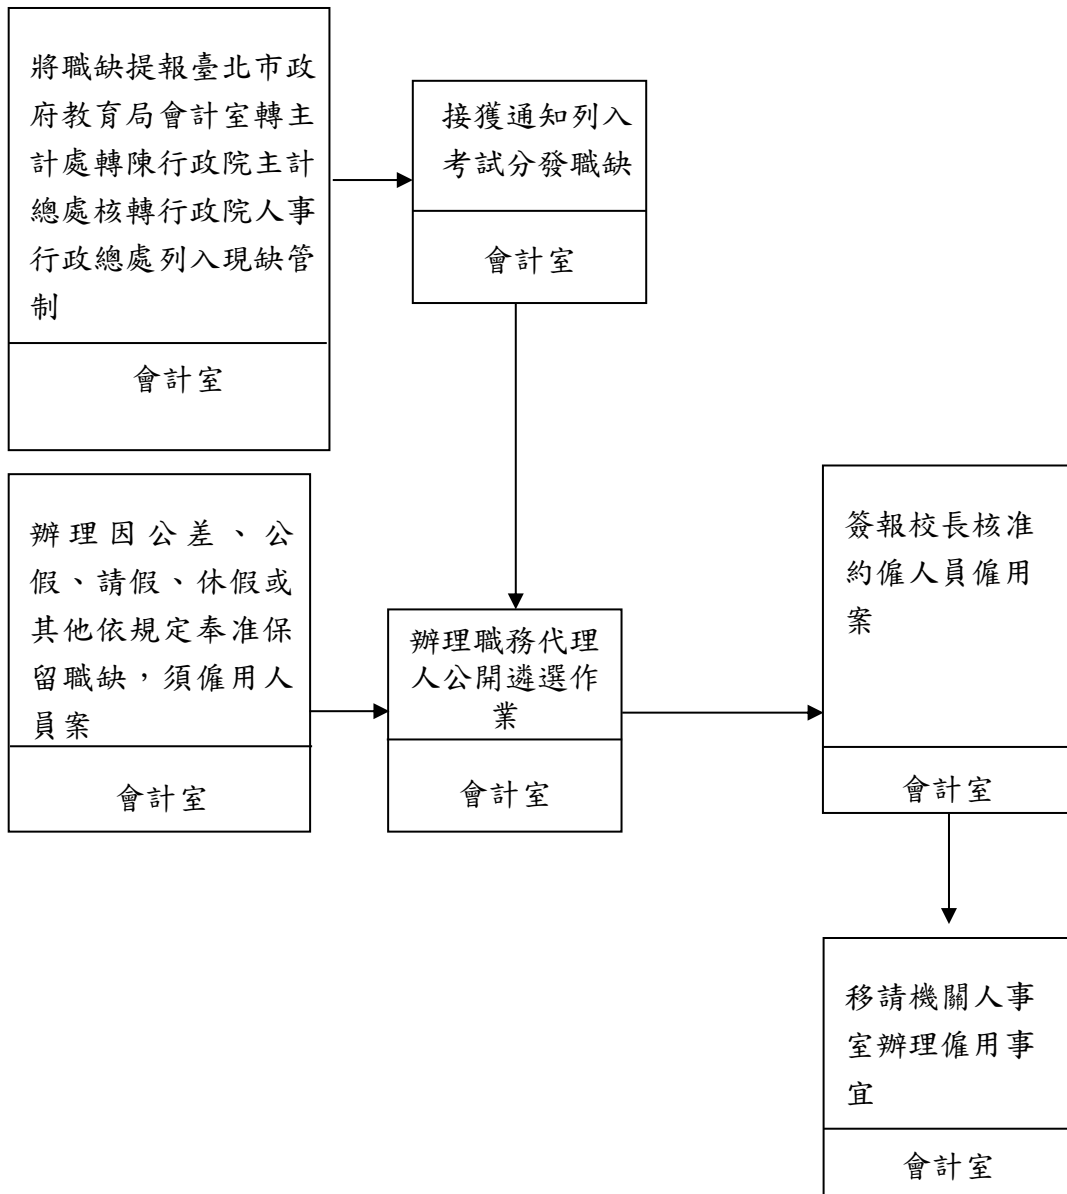 將職缺提報臺北市政
府教育局會計室轉主
計處轉陳行政院主計
總處核轉行政院人事
行政總處列入現缺管
制
會計室
接獲通知列入
考試分發職缺
會計室
辦理因公差、公
假、請假、休假或
其他依規定奉准保
留職缺，須僱用人
員案
會計室
辦理職務代理
人公開遴選作
業
會計室
簽報校長核准
約僱人員僱用
案
會計室
移請機關人事
室辦理僱用事
宜
會計室